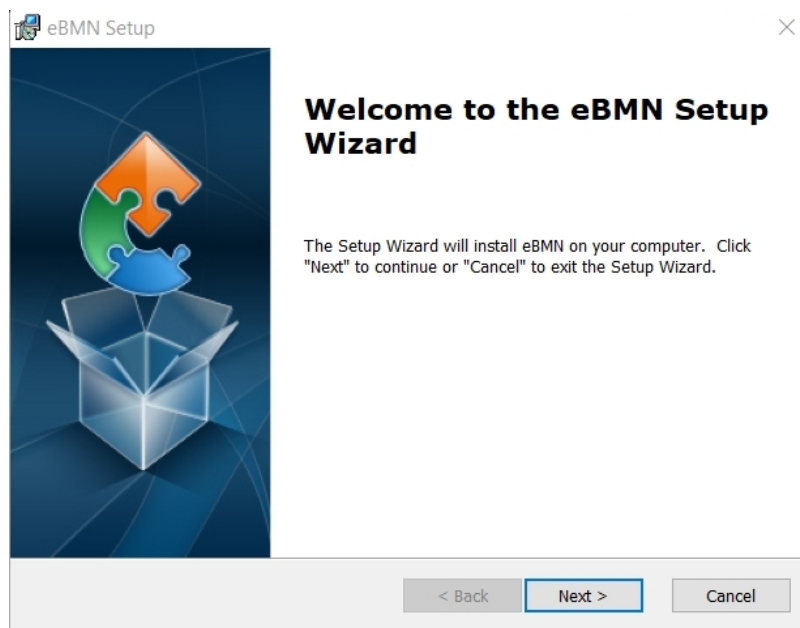 eBMN Setup
Welcome to the eBMN Setup
Wizard
The Setup Wizard will install eBMN on your computer.  Click
"Next" to continue or "Cancel" to exit the Setup Wizard.
< Back
Next >
Cancel